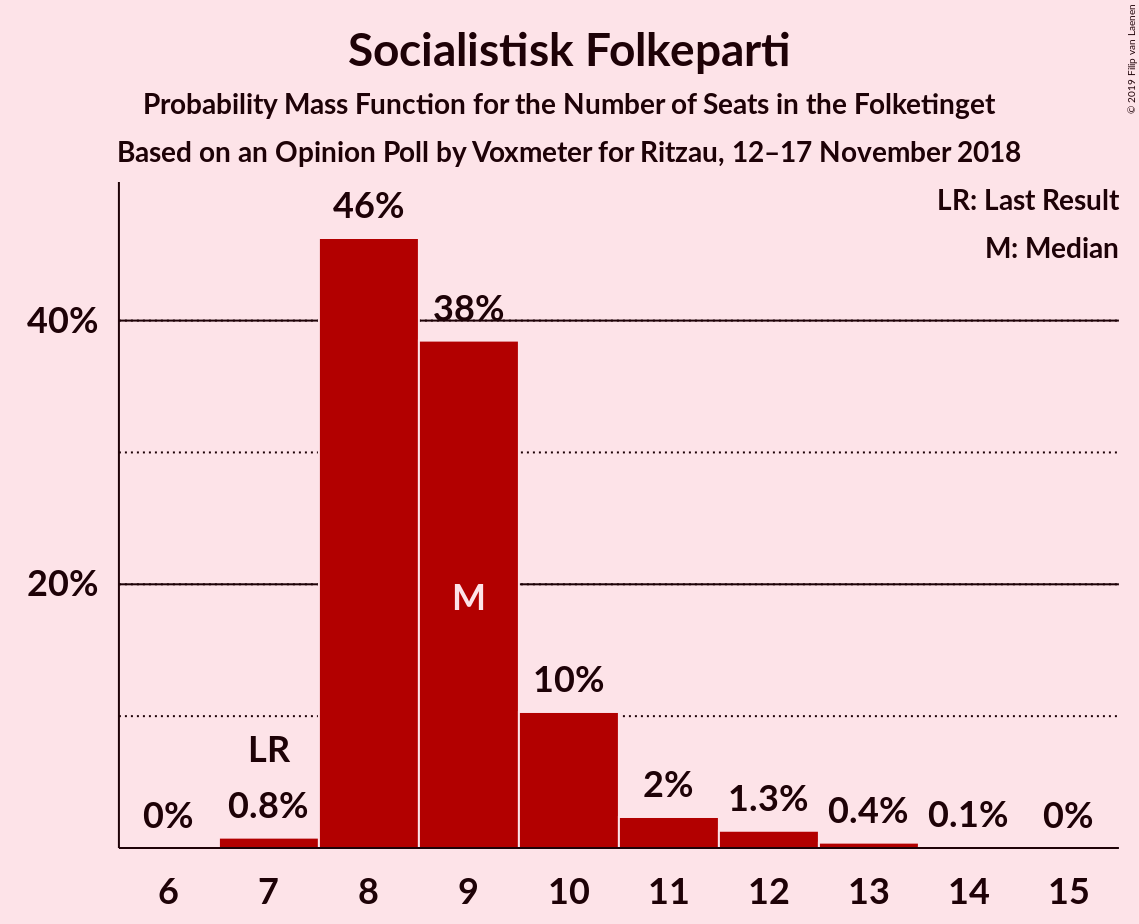 Socialistisk Folkeparti
Probability Mass Function for the Number of Seats in the Folketinget
Based on an Opinion Poll by Voxmeter for Ritzau, 12–17 November 2018
© 2019 Filip van Laenen
LR: Last Result
M: Median
46%
38%
40%
20%
M
10%
LR
0%
0.8%
2%
1.3%
0.4%
0.1%
0%
6 7 8 9 10 11 12 13 14 15